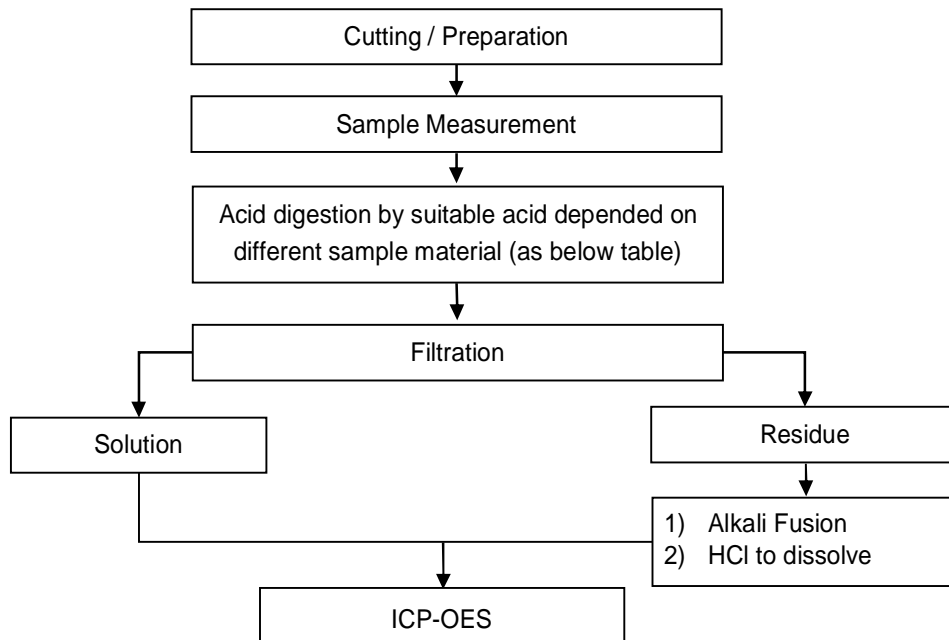 Cutting / Preparation
Sample Measurement
Acid digestion by suitable acid depended on
different sample material (as below table)
Filtration
Solution
Residue
1) Alkali Fusion
2) HCl to dissolve
ICP-OES